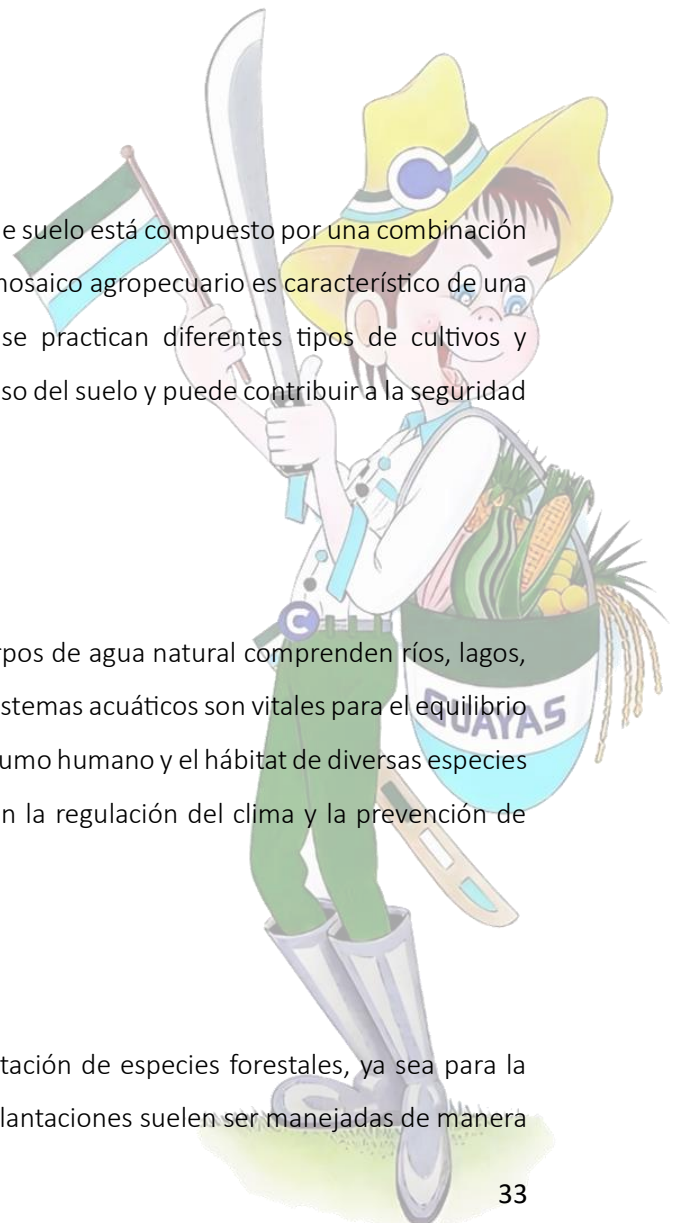 e suelo está compuesto por una combinación
mosaico agropecuario es característico de una
se practican diferentes tipos de cultivos y
so del suelo y puede contribuir a la seguridad
rpos de agua natural comprenden ríos, lagos,
sistemas acuáticos son vitales para el equilibrio
GUAYAS
umo humano y el hábitat de diversas especies
n la regulación del clima y la prevención de
C
C
tación de especies forestales, ya sea para la
lantaciones suelen ser manejadas de manera
33